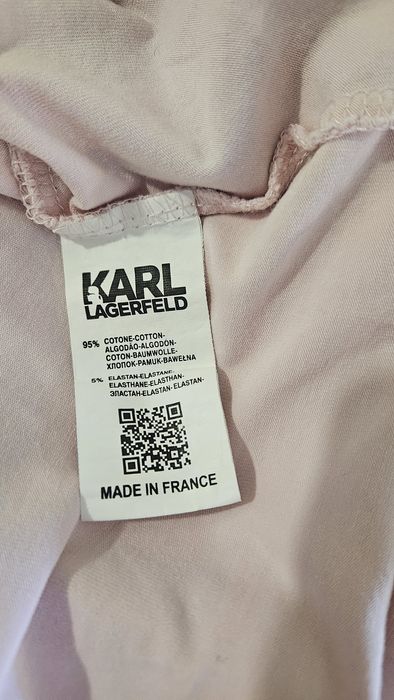 KARL
LAGERFELD
95% COTONE-COTTON-
ALGODÃO-ALGODÓN-
COTON-BAUMWOLLE-
ХЛОПОК-PAMUK-BAWEŁNA
5% ELASTAN-ELASTANE-
ELASTHANE-ELASTHAN-
ЭЛАСТАН-ELASTAN- ELASTAN-
MADE IN FRANCE